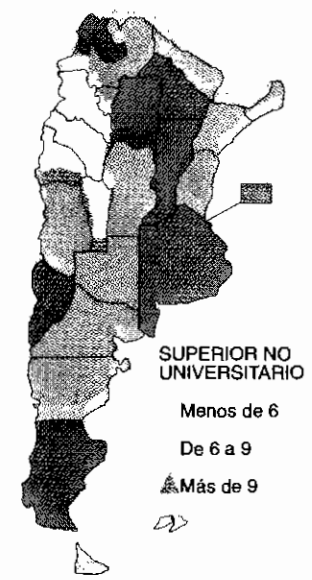 SUPERIOR NO
UNIVERSITARIO
Menos de 6
De 6 a 9
Más de 9